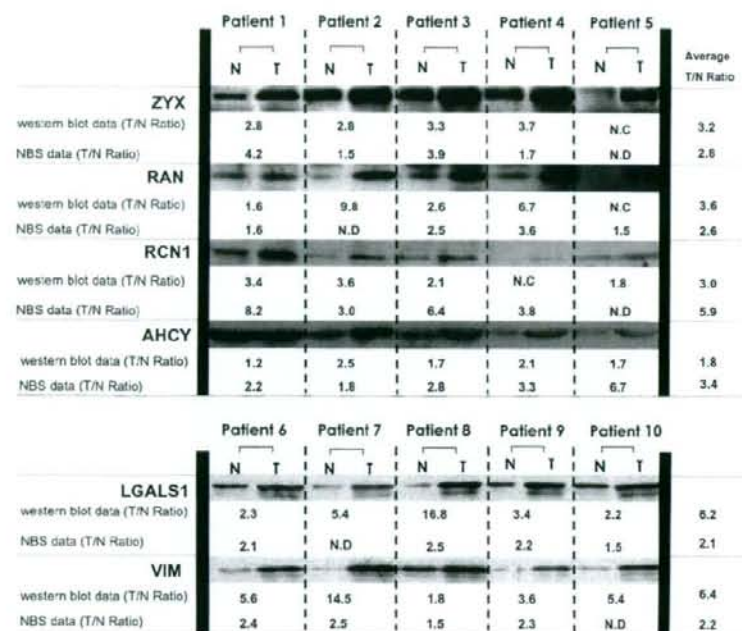 Patient 1 Patient 2 Patient 3 Patient 4 Patient 5
N T N T N T N T N T Average
T/N Ratio
ZYX
western blot data (T/N Ratio) 2.8 2.8 3.3 3.7 N.C 3.2
NBS data (T/N Ratio) 4.2 1.5 3.9 1.7 N.D 2.8
RAN
western blot data (T/N Ratio) 1.6 9.8 2.6 6.7 N.C 3.6
NBS data (T/N Ratio) 1.6 N.D 2.5 3.6 1.5 2.6
RCN1
western blot data (T/N Ratio) 3.4 3.6 2.1 N.C 1.8 3.0
NBS data (T/N Ratio) 8.2 3.0 6.4 3.8 N.D 5.9
AHCY
western blot data (T/N Ratio) 1.2 2.5 1.7 2.1 1.7 1.8
NBS data (T/N Ratio) 2.2 1.8 2.8 3.3 6.7 3.4
Patient 6 Patient 7 Patient 8 Patient 9 Patient 10
N T N T N T N T N T
LGALS1
western blot data (T/N Ratio) 2.3 5.4 16.8 3.4 2.2 6.2
NBS data (T/N Ratio) 2.1 N.D 2.5 2.2 1.5 2.1
VIM
western blot data (T/N Ratio) 5.6 14.5 1.8 3.6 5.4 6.4
NBS data (T/N Ratio) 2.4 2.5 1.5 2.3 N.D 2.2